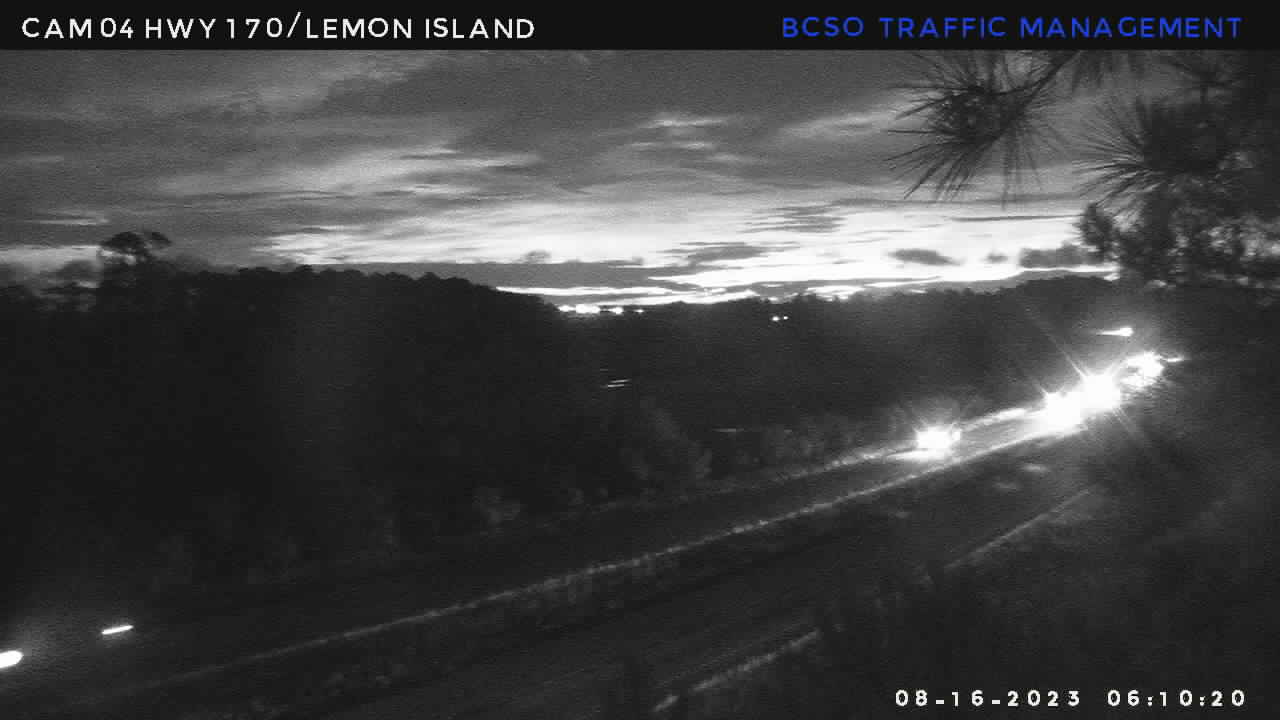 CAM04 HWY 170/LEMON ISLAND
BCSO TRAFFIC MANAGEMENT
08-16-2023 06:10:20